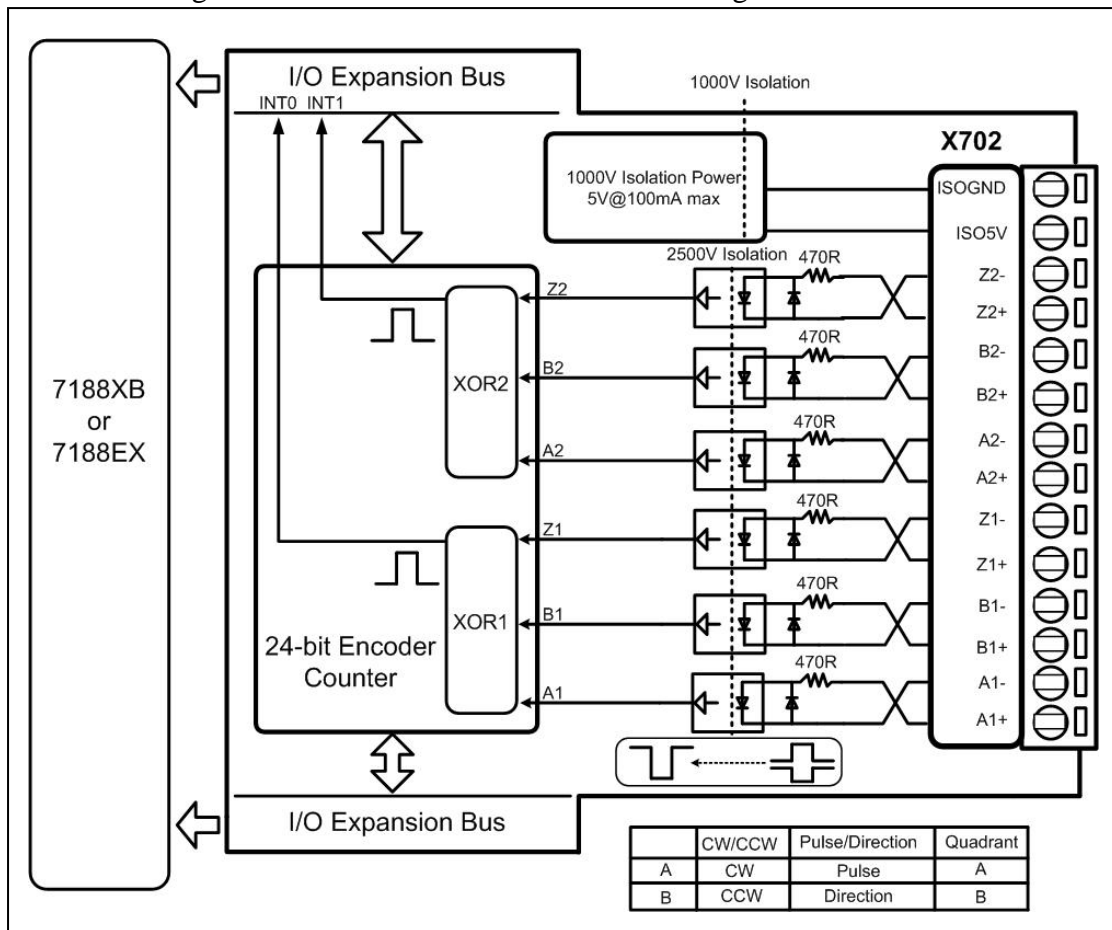 I/O Expansion Bus
INT0 INT1
1000V Isolation
X702
1000V Isolation Power
5V@100mA max
ISOGND
ISO5V
2500V Isolation
470R
Z2-
Z2+
Z2
470R
B2-
B2+
B2
XOR2
470R
A2-
A2+
A2
7188XB
or
7188EX
470R
Z1-
Z1+
Z1
470R
B1-
B1+
B1
XOR1
24-bit Encoder
Counter
470R
A1-
A1+
A1
I/O Expansion Bus
CW/CCW Pulse/Direction Quadrant
A CW Pulse A
B CCW Direction B